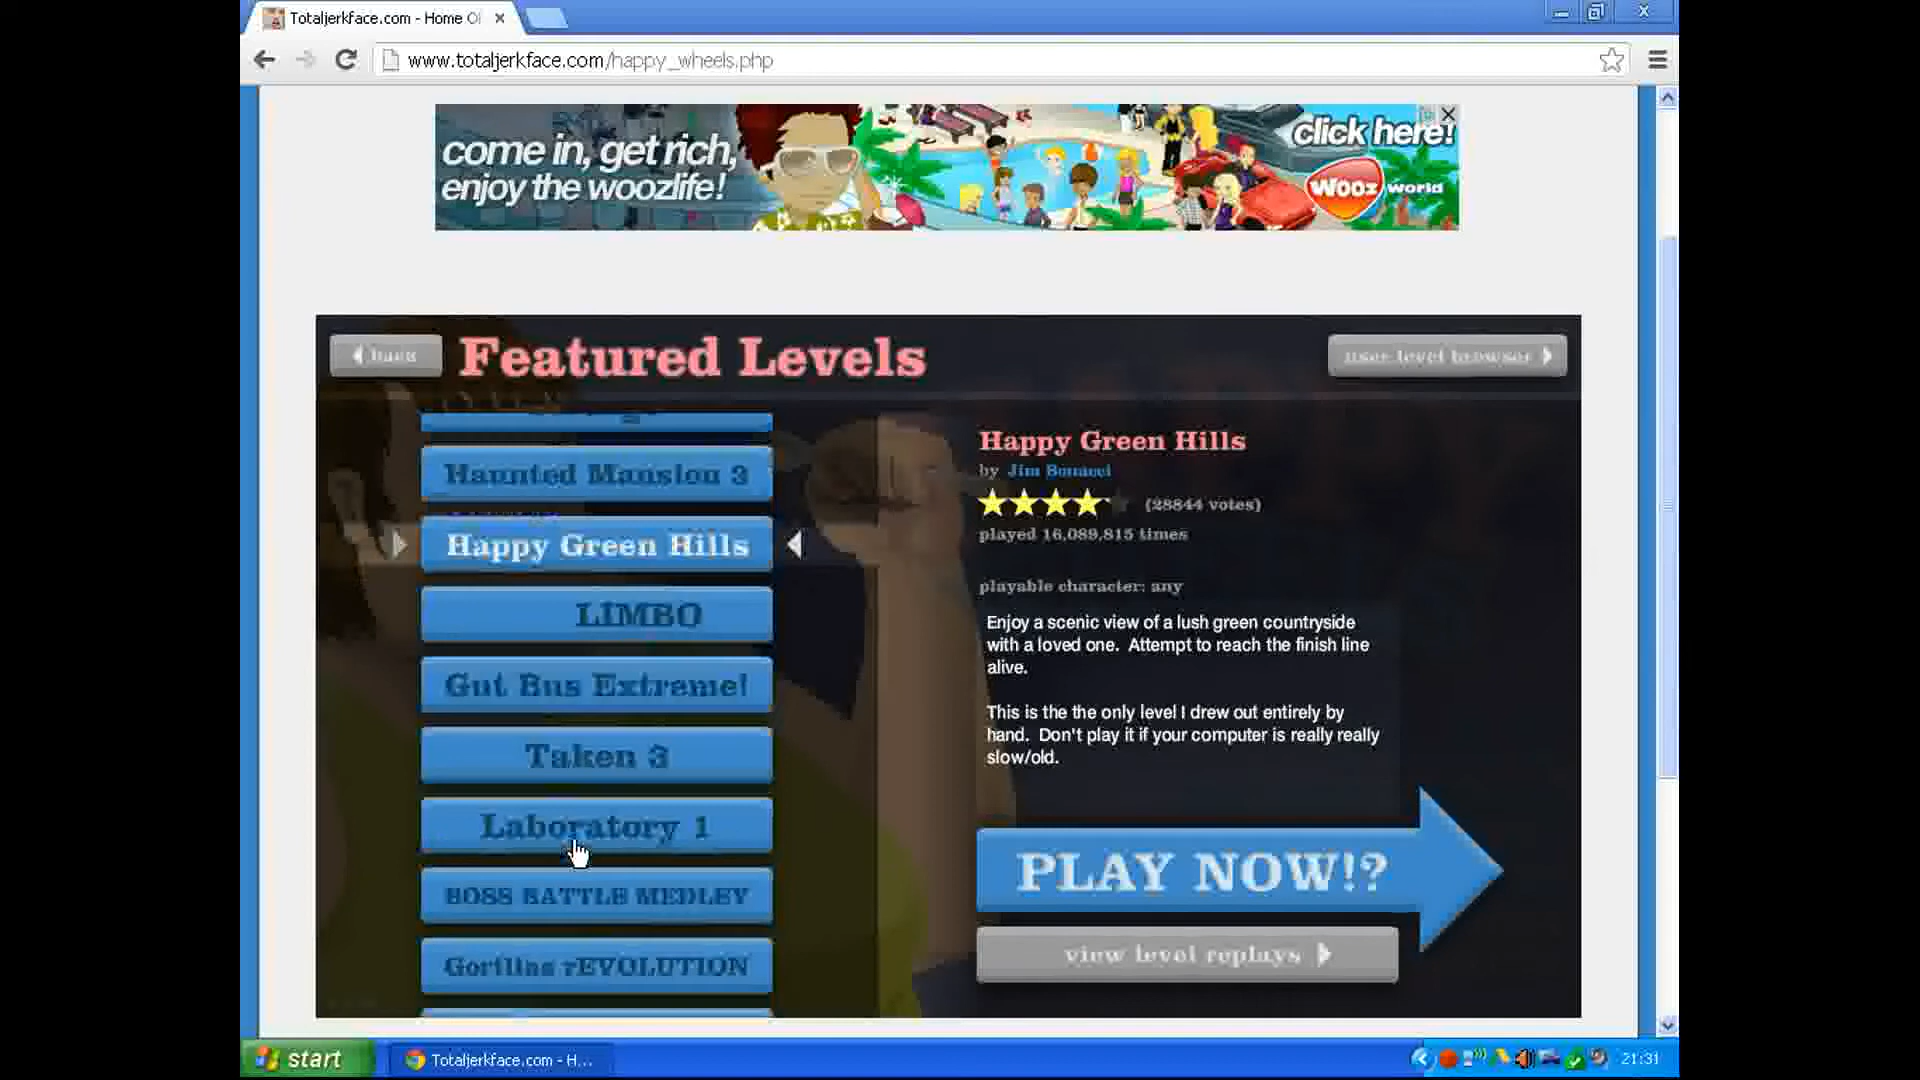 Totaljerkface.com - Home Of
www.totaljerkface.com/happy_wheels.php
come in, get rich,
enjoy the woozlife!
click here!
WOOZ world
back
Featured Levels
user level browser
Haunted Mansion 3
Happy Green Hills
LIMBO
Gut Bus Extreme!
Taken 3
Laboratory 1
BOSS BATTLE MEDLEY
Gorillas rEVOLUTION
Happy Green Hills
by Jim Bonacci
(28844 votes)
played 16,089,815 times
playable character: any
Enjoy a scenic view of a lush green countryside
with a loved one. Attempt to reach the finish line
alive.
This is the the only level I drew out entirely by
hand. Don't play it if your computer is really really
slow/old.
PLAY NOW!?
view level replays
start
Totaljerkface.com - H...
21:31